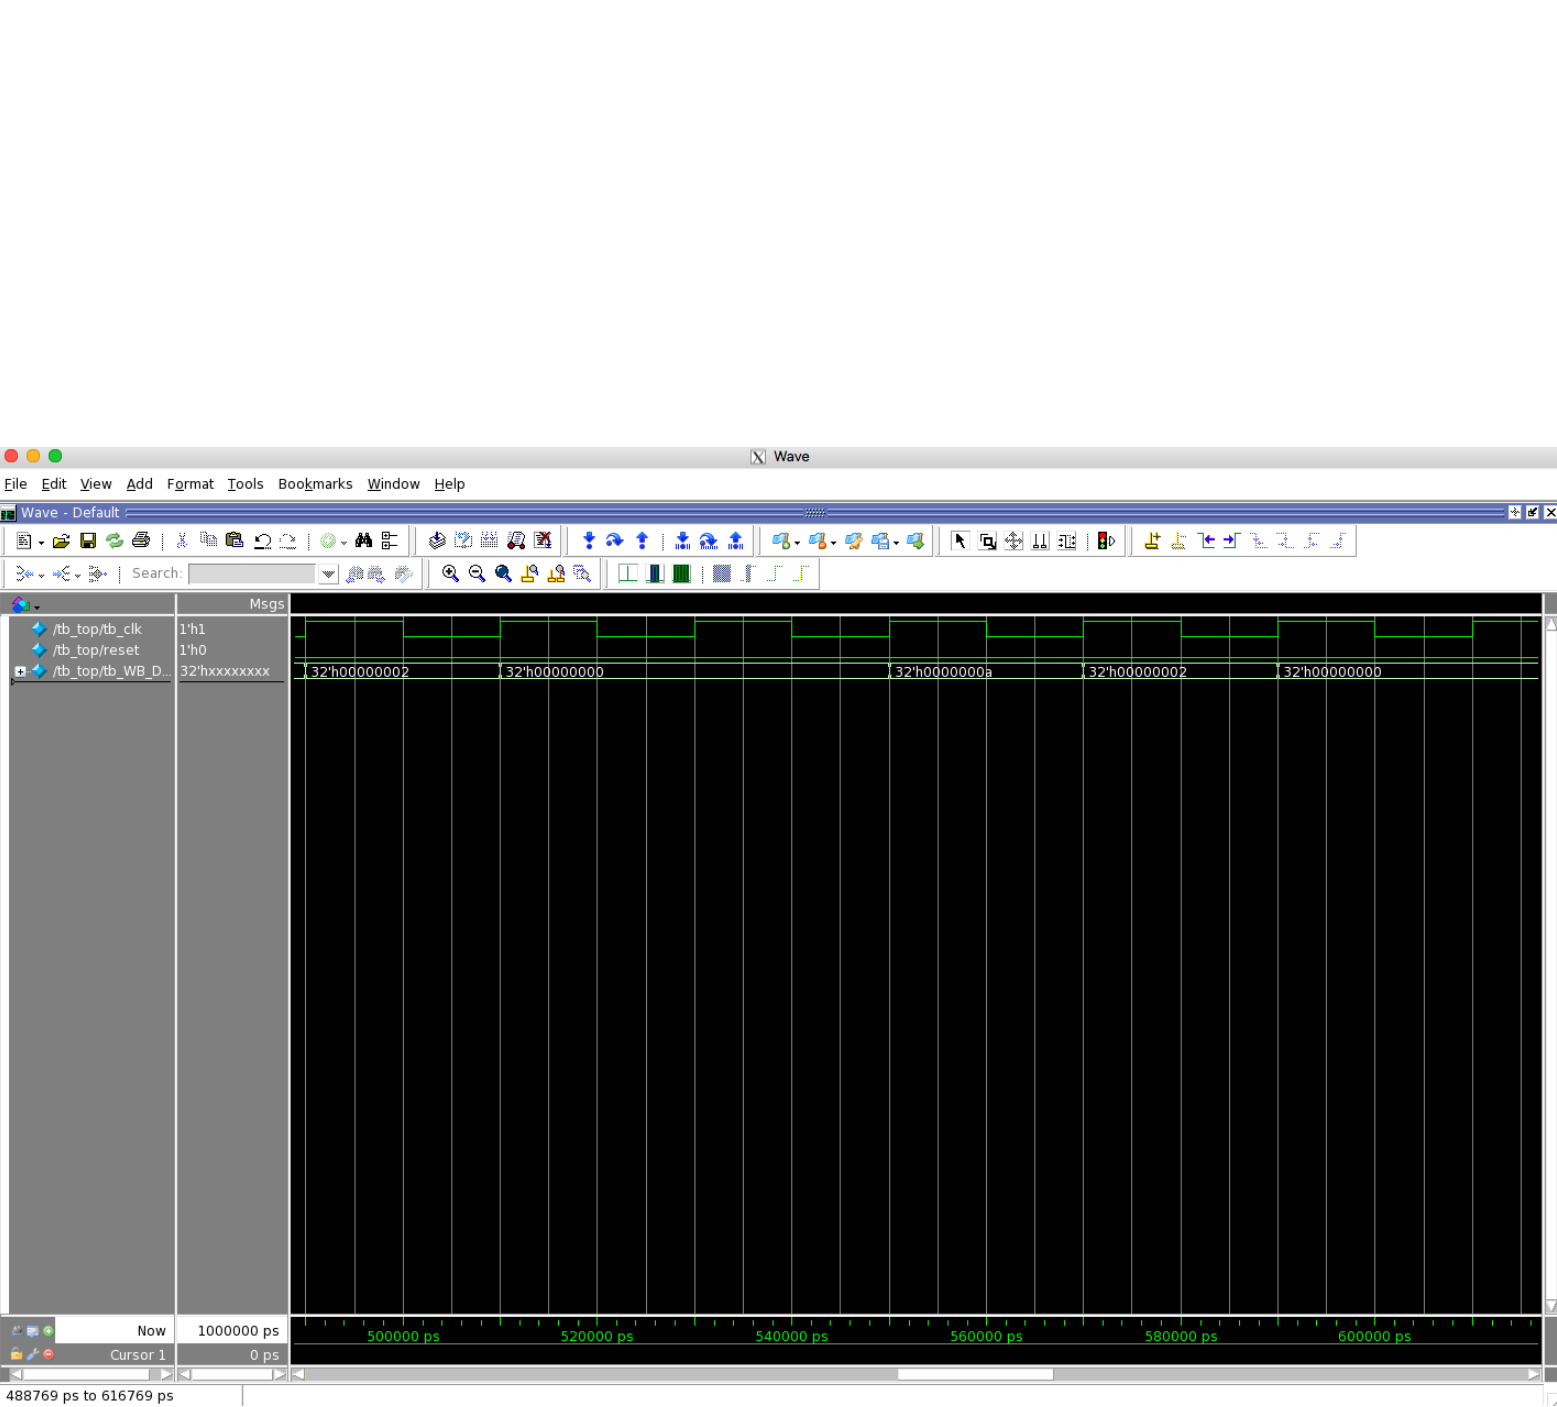 Wave
File Edit View Add Format Tools Bookmarks Window Help
Wave - Default
Search:
Msgs
/tb_top/tb_clk 1'h1
/tb_top/reset 1'h0
/tb_top/tb_WB_D... 32'hxxxxxxxx 32'h00000002 32'h00000000 32'h0000000a 32'h00000002 32'h00000000
Now 1000000 ps 500000 ps 520000 ps 540000 ps 560000 ps 580000 ps 600000 ps
Cursor 1 0 ps
488769 ps to 616769 ps